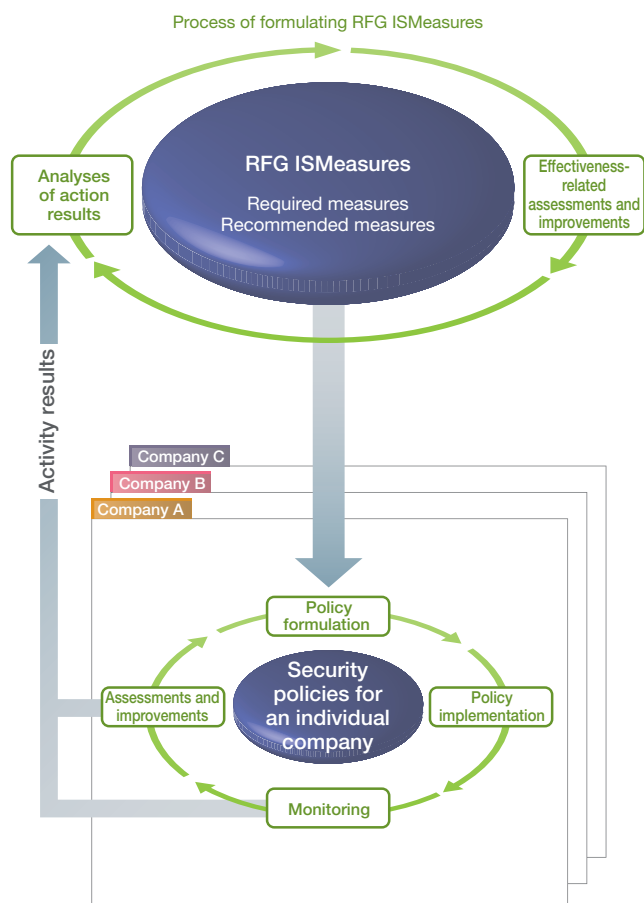 Process of formulating RFG ISMeasures
RFG ISMeasures
Required measures
Recommended measures
Analyses
of action
results
Effectiveness-
related
assessments and
improvements
Activity results
Company C
Company B
Company A
Policy
formulation
Security
policies for
an individual
company
Assessments and
improvements
Policy
implementation
Monitoring